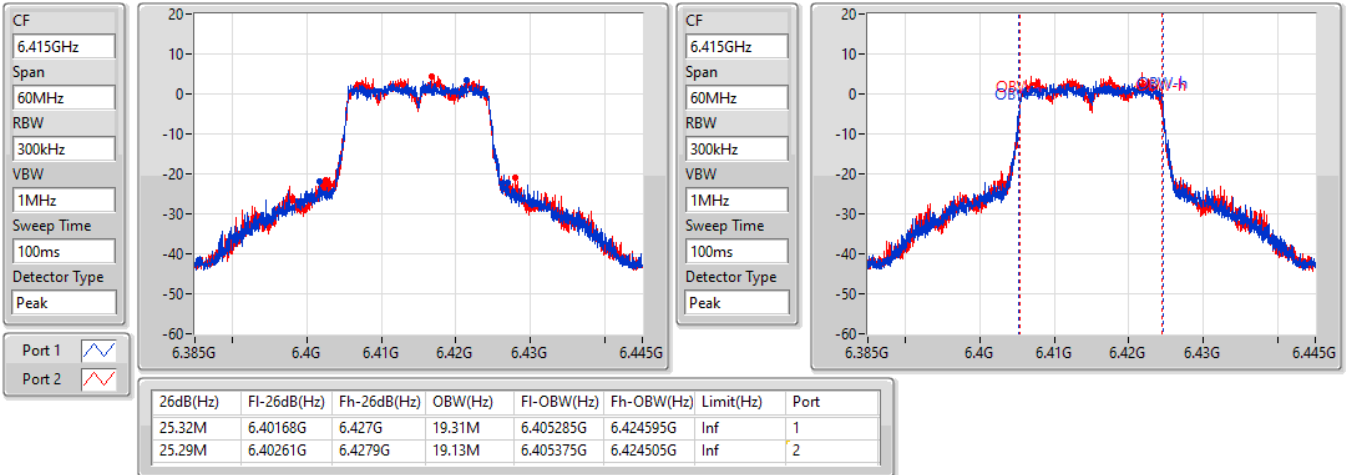 CF
6.415GHz
Span
60MHz
RBW
300kHz
VBW
1MHz
Sweep Time
100ms
Detector Type
Peak
Port 1
Port 2
20
10
0
-10
-20
-30
-40
-50
-60
6.385G 6.4G 6.41G 6.42G 6.43G 6.445G
CF
6.415GHz
Span
60MHz
RBW
300kHz
VBW
1MHz
Sweep Time
100ms
Detector Type
Peak
20
10
0
-10
-20
-30
-40
-50
-60
OBW-h
6.385G 6.4G 6.41G 6.42G 6.43G 6.445G
26dB(Hz) Fl-26dB(Hz) Fh-26dB(Hz) OBW(Hz) Fl-OBW(Hz) Fh-OBW(Hz) Limit(Hz) Port
25.32M 6.40168G 6.427G 19.31M 6.405285G 6.424595G Inf 1
25.29M 6.40261G 6.4279G 19.13M 6.405375G 6.424505G Inf 2